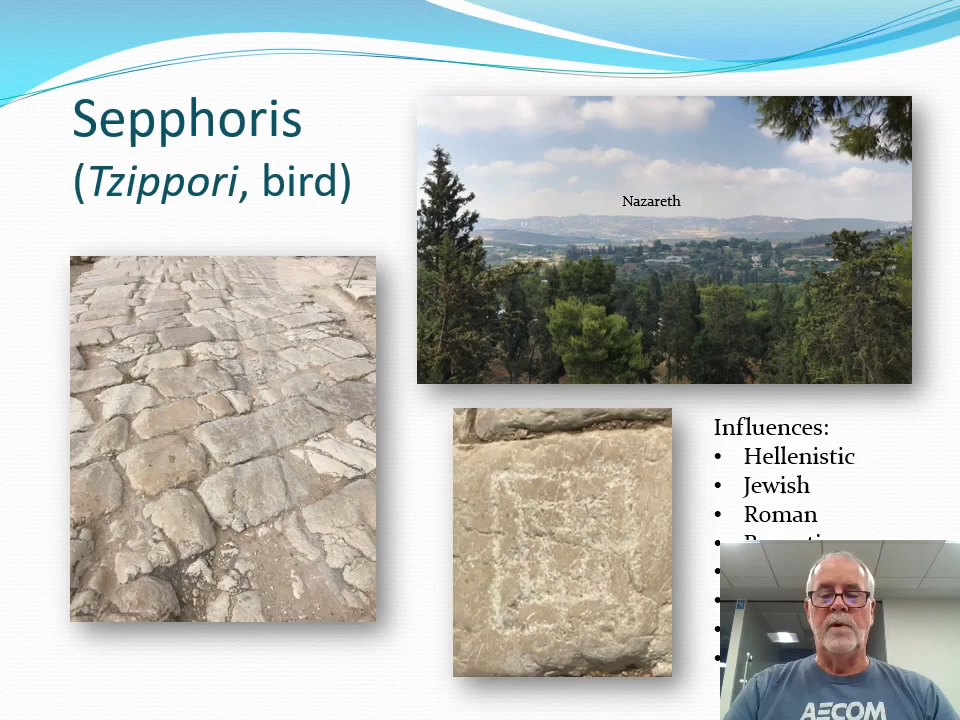 Sepphoris
(Tzippori, bird)
Nazareth
Influences:
• Hellenistic
• Jewish
• Roman
•
•
•
•
•
AECOM